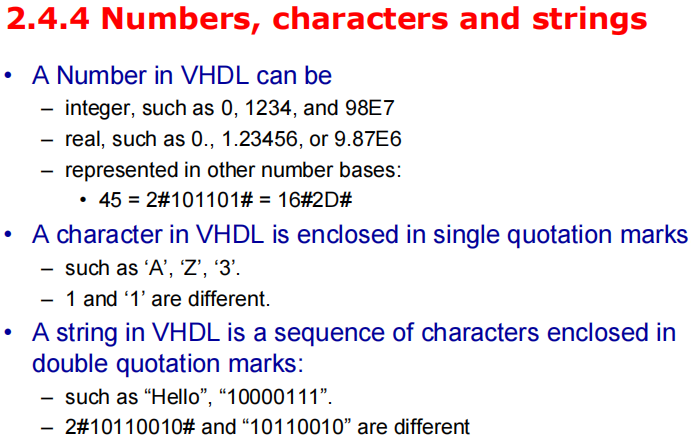 2.4.4 Numbers, characters and strings
• A Number in VHDL can be
– integer, such as 0, 1234, and 98E7
– real, such as 0., 1.23456, or 9.87E6
– represented in other number bases:
• 45 = 2#101101# = 16#2D#
• A character in VHDL is enclosed in single quotation marks
– such as ‘A’, ‘Z’, ‘3’.
– 1 and ‘1’ are different.
• A string in VHDL is a sequence of characters enclosed in
double quotation marks:
– such as “Hello”, “10000111”.
– 2#10110010# and “10110010” are different